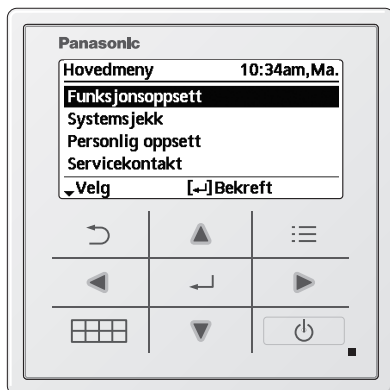 Panasonic
Hovedmeny 10:34am,Ma.
Funksjonsoppsett
Systemsjekk
Personlig oppsett
Servicekontakt
Velg [↵]Bekreft